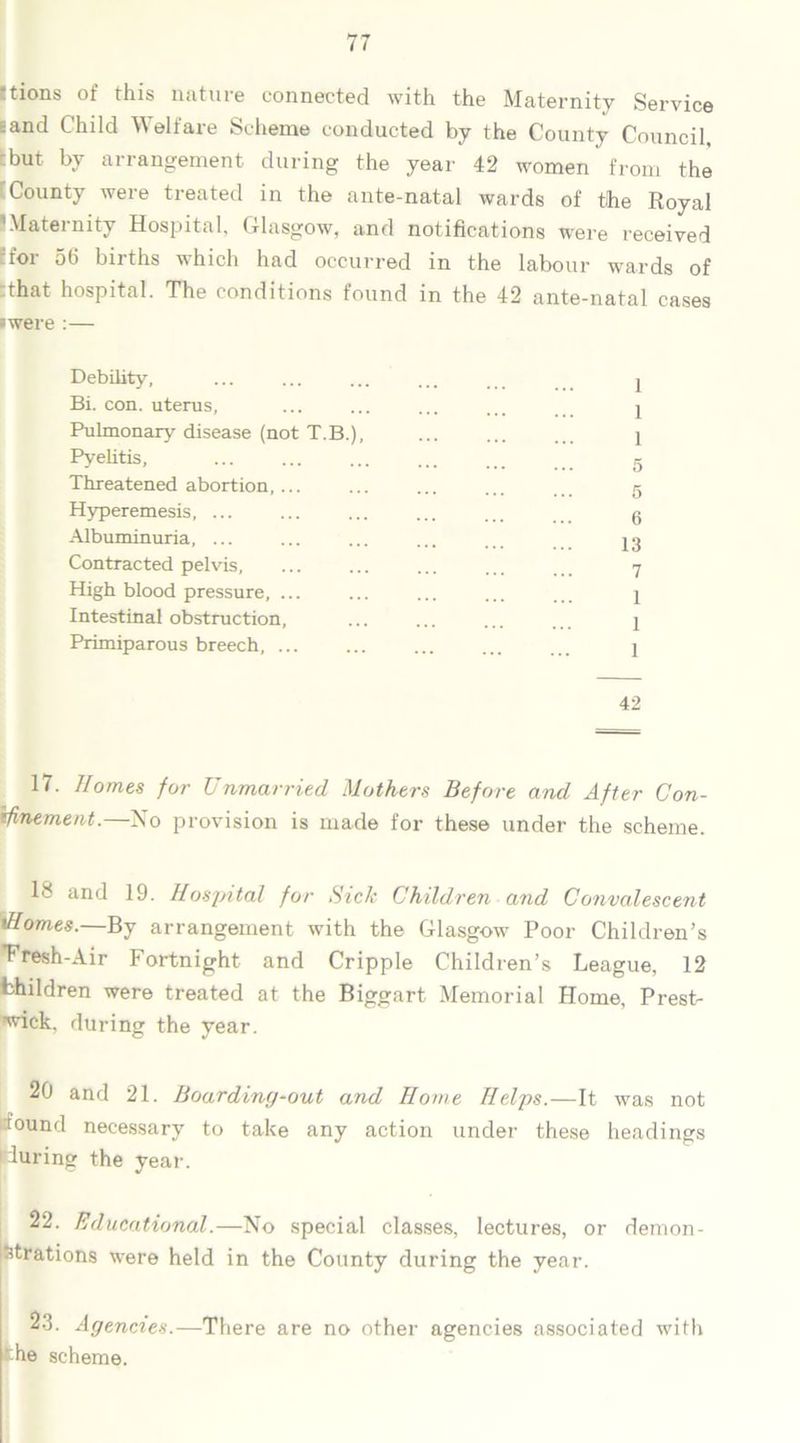 77
tions of this nature connected with the Maternity Service
and Child Welfare Scheme conducted by the County Council,
but by arrangement during the year 42 women from the
County were treated in the ante-natal wards of the Royal
Maternity Hospital, Glasgow, and notifications were received
for 56 births which had occurred in the labour wards of
that hospital. The conditions found in the 42 ante-natal cases
were :—
Debility, ... ... ... ... ... ... 1
Bi. con. uterus, ... ... ... ... ... 1
Pulmonary disease (not T.B.), ... ... ... 1
Pyelitis, ... ... ... ... ... ... 5
Threatened abortion, ... ... ... ... ... 5
Hyperemesis, ... ... ... ... ... ... 6
Albuminuria, ... ... ... ... ... ... 13
Contracted pelvis, ... ... ... ... ... 7
High blood pressure, ... ... ... ... ... 1
Intestinal obstruction, ... ... ... ... 1
Primiparous breech, ... ... ... ... ... 1
42
17. Homes for Unmarried Mothers Before and After Con-
finement.—No provision is made for these under the scheme.
18 and 19. Hospital for Sick Children and Convalescent
Homes.—By arrangement with the Glasgow Poor Children's
Fresh-Air Fortnight and Cripple Children's League, 12
children were treated at the Biggart Memorial Home, Prest-
wick, during the year.
20 and 21. Boarding-out and Home Helps.—It was not
found necessary to take any action under these headings
during the year.
22. Educational.—No special classes, lectures, or demon-
strations were held in the County during the year.
23. Agencies.—There are no other agencies associated with
the scheme.